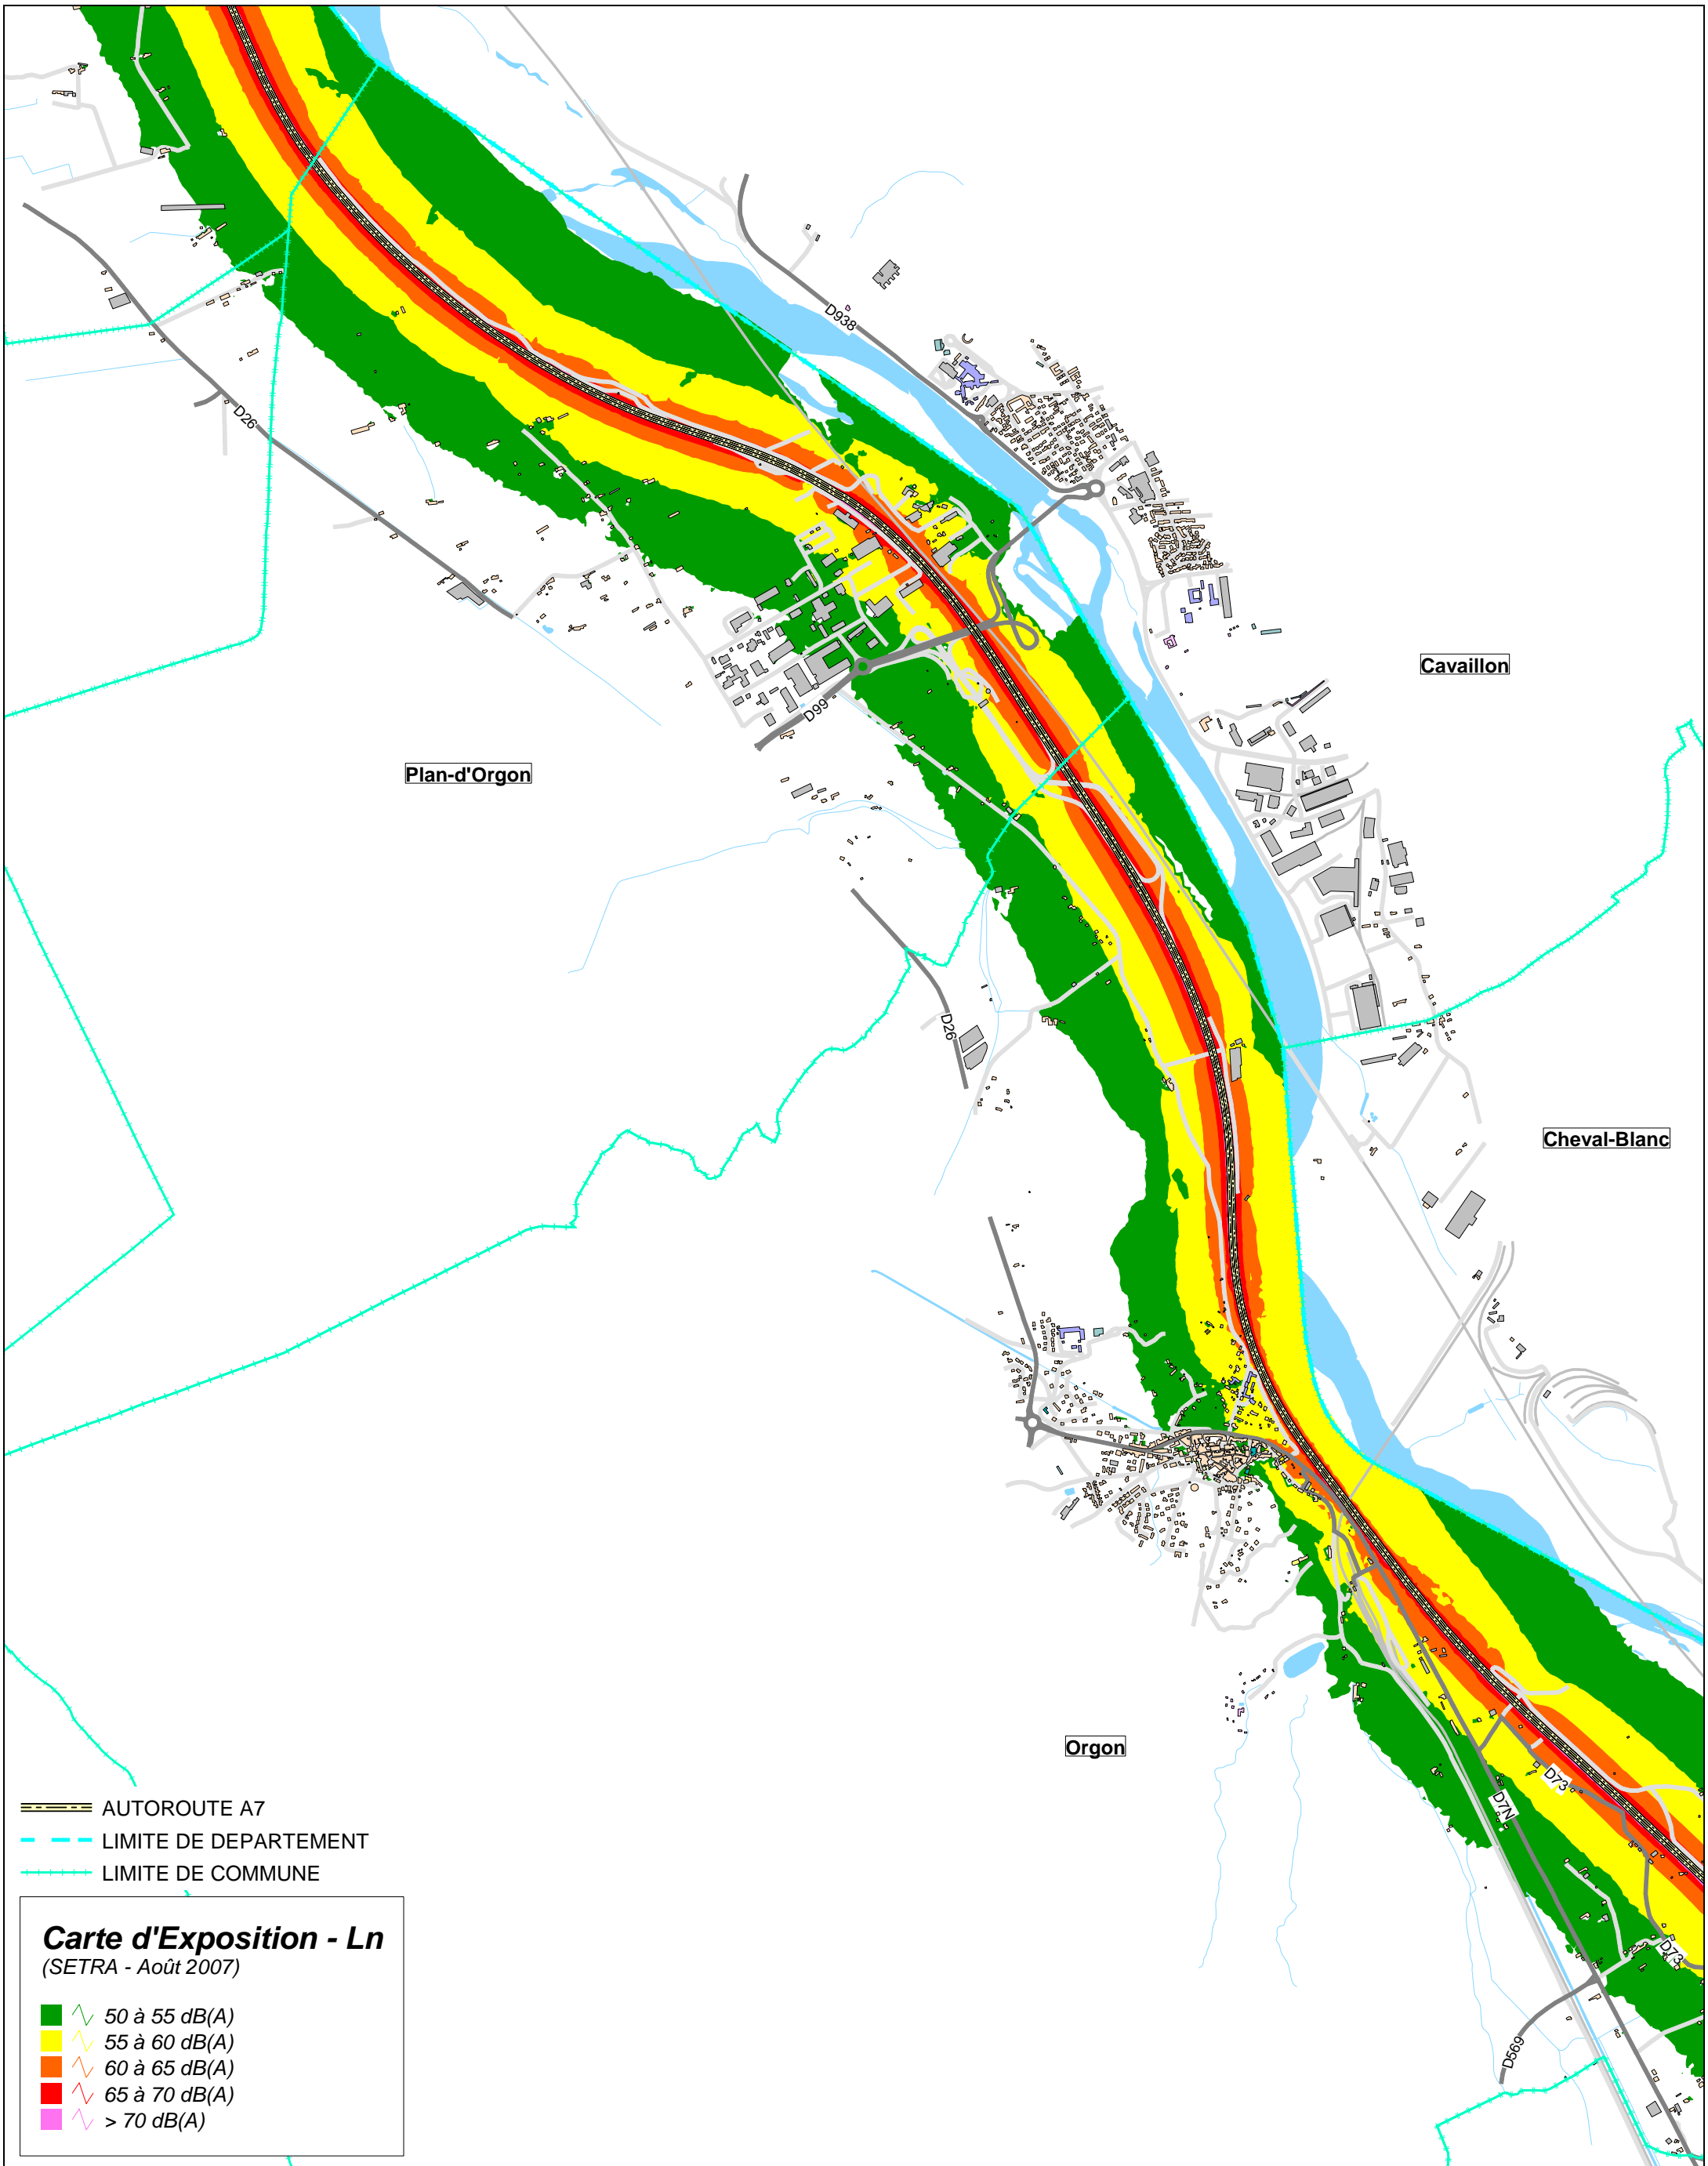 D938
D26
Cavaillon
D99
Plan-d'Orgon
D26
Cheval-Blanc
Orgon
D73
D7N
AUTOROUTE A7
LIMITE DE DEPARTEMENT
LIMITE DE COMMUNE
Carte d'Exposition - Ln
(SETRA - Août 2007)
D73
50 à 55 dB(A)
55 à 60 dB(A)
60 à 65 dB(A)
D569
65 à 70 dB(A)
> 70 dB(A)